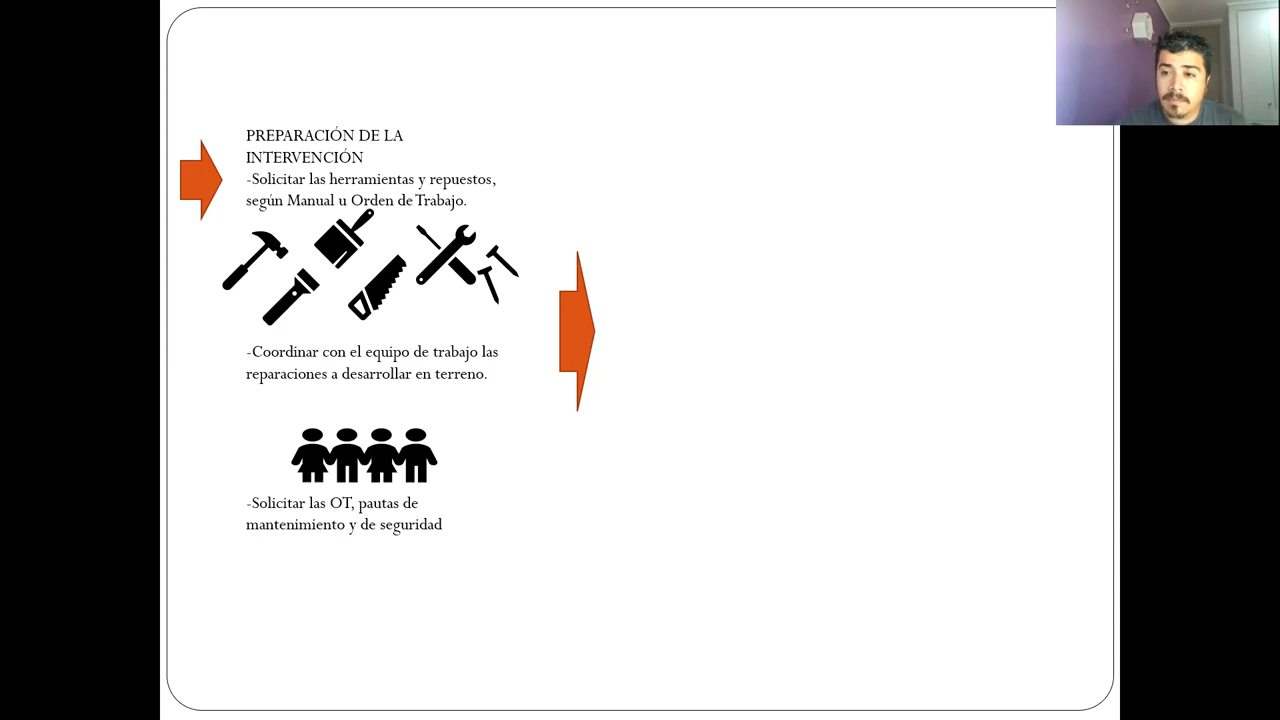 PREPARACIÓN DE LA
INTERVENCIÓN
-Solicitar las herramientas y repuestos,
según Manual u Orden de Trabajo.
-Coordinar con el equipo de trabajo las
reparaciones a desarrollar en terreno.
-Solicitar las OT, pautas de
mantenimiento y de seguridad